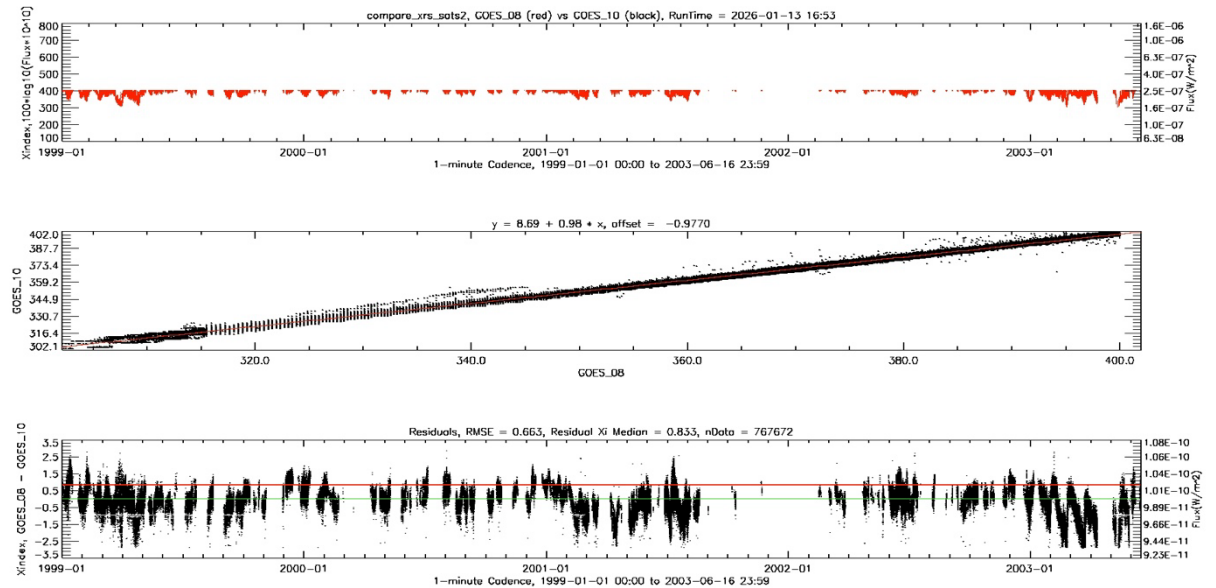 compare_xrs_sats2, GOES_08 (red) vs GOES_10 (black), RunTime = 2026-01-13 16:53
Xindex,100*log10(Flux*10^10)
800
700
600
500
400
300
200
100
1.6E-06
1.0E-06
6.3E-07
4.0E-07
2.5E-07
1.6E-07
1.0E-07
6.3E-08
Flux(W/m^2)
1999-01 2000-01 2001-01 2002-01 2003-01
1-minute Cadence, 1999-01-01 00:00 to 2003-06-16 23:59
y = 8.69 + 0.98 * x, offset = -0.9770
GOES_10
402.0
387.7
373.4
359.2
344.9
330.7
316.4
302.1
320.0 340.0 360.0 380.0 400.0
GOES_08
Residuals, RMSE = 0.663, Residual Xi Median = 0.833, nData = 767672
Xindex, GOES_08 - GOES_10
3.5
2.5
1.5
0.5
-0.5
-1.5
-2.5
-3.5
1.08E-10
1.06E-10
1.04E-10
1.01E-10
9.89E-11
9.66E-11
9.44E-11
9.23E-11
Flux(W/m^2)
1999-01 2000-01 2001-01 2002-01 2003-01
1-minute Cadence, 1999-01-01 00:00 to 2003-06-16 23:59